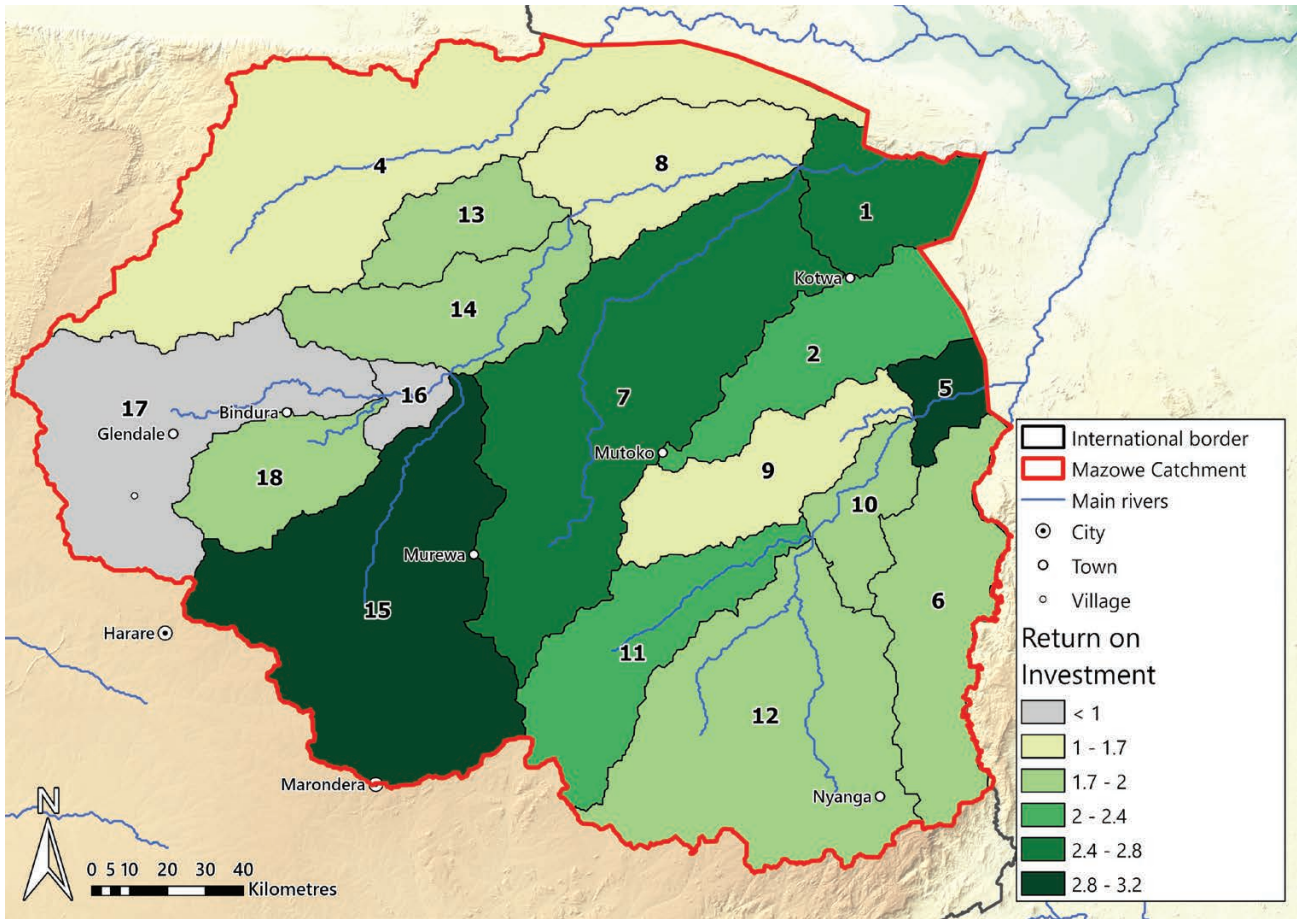 4
8
13
1
Kotwa
14
2
16
5
17
Bindura
7
Glendale
Mutoko
9
18
10
Murewa
6
15
Harare
11
12
Marondera
Nyanga
N
0 5 10 20 30 40
Kilometres
International border
Mazowe Catchment
Main rivers
City
Town
Village
Return on
Investment
< 1
1 - 1.7
1.7 - 2
2 - 2.4
2.4 - 2.8
2.8 - 3.2